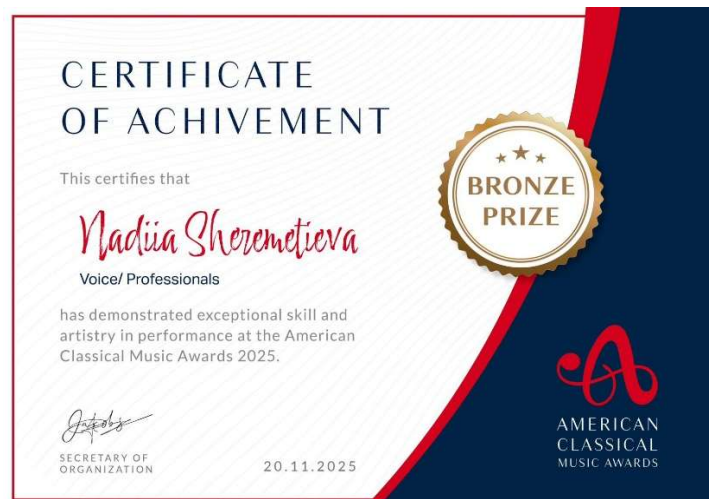 CERTIFICATE
OF ACHIVEMENT
This certifies that
Nadiia Sheremetieva
Voice/ Professionals
has demonstrated exceptional skill and
artistry in performance at the American
Classical Music Awards 2025.
SECRETARY OF
ORGANIZATION
20.11.2025
BRONZE
PRIZE
AMERICAN
CLASSICAL
MUSIC AWARDS